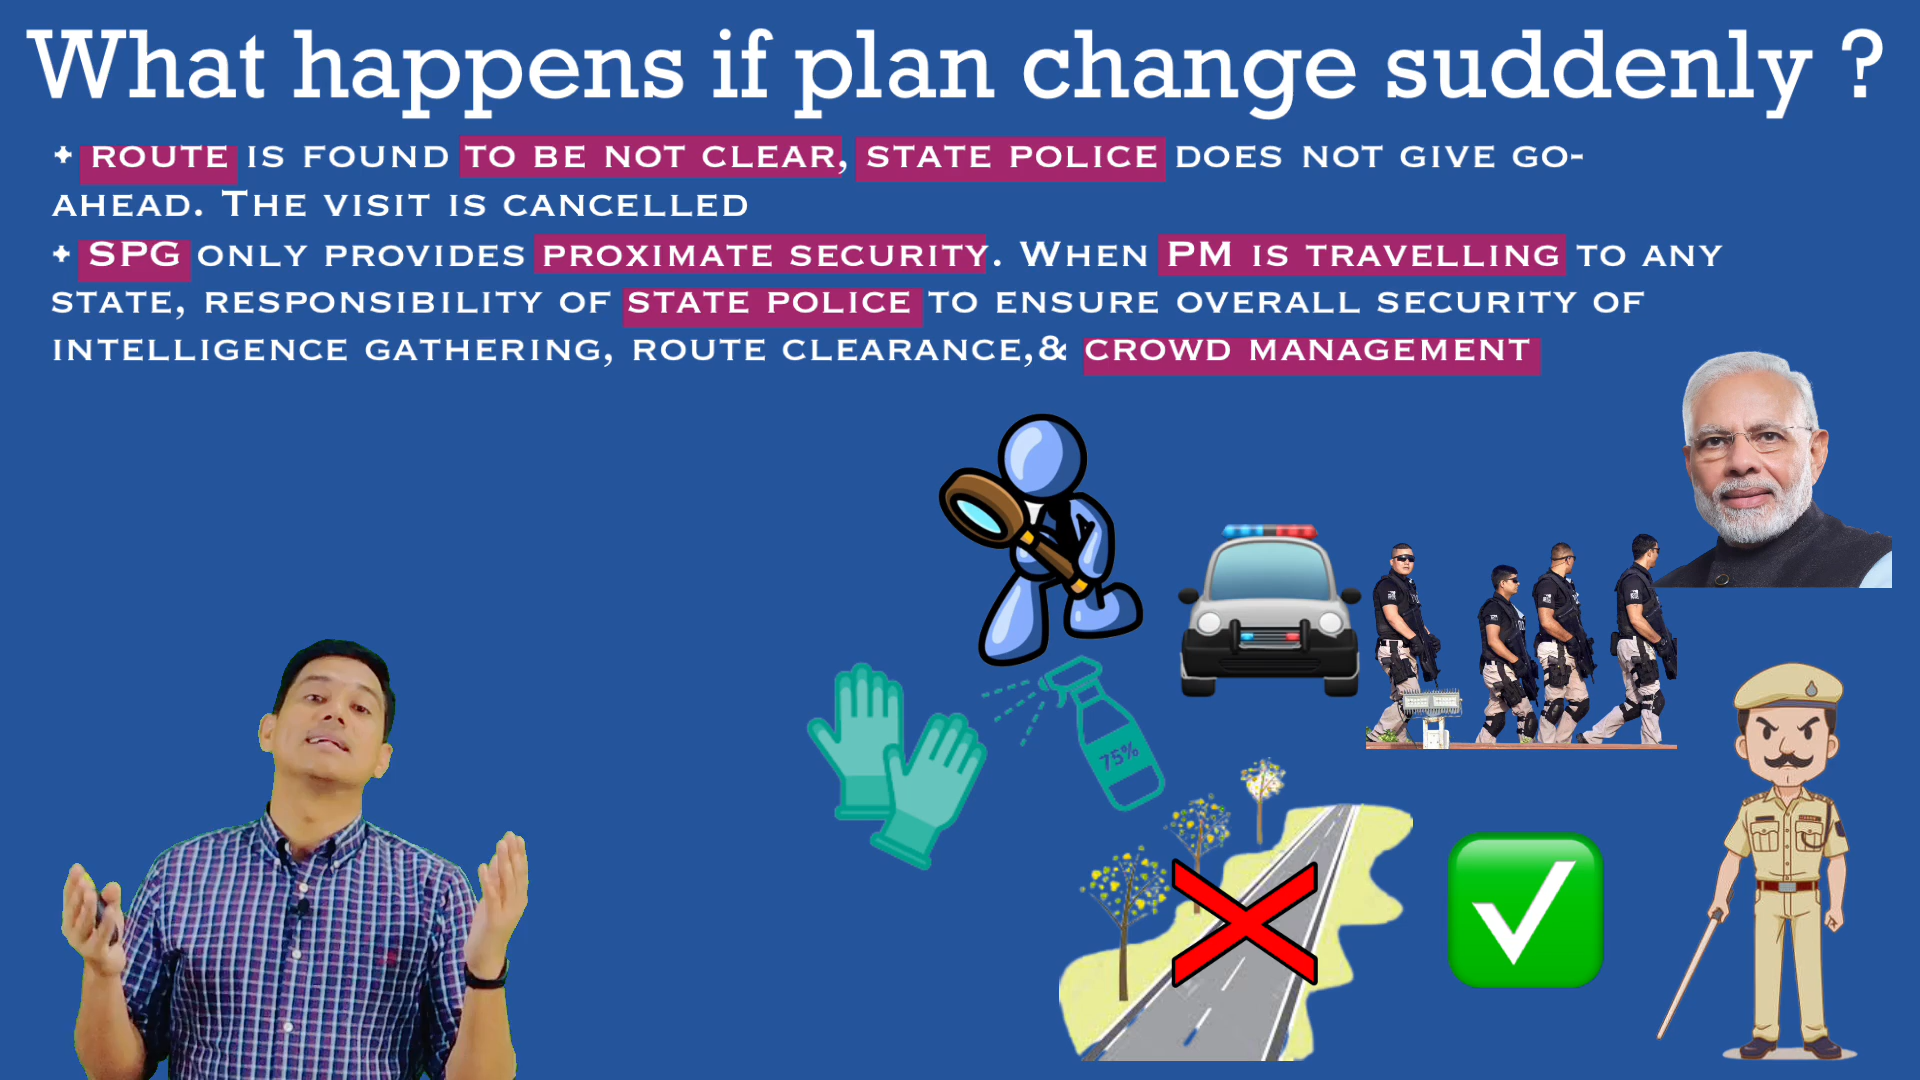 What happens if plan change suddenly ?
+ ROUTE IS FOUND TO BE NOT CLEAR, STATE POLICE DOES NOT GIVE GO-
AHEAD. THE VISIT IS CANCELLED
+ SPG ONLY PROVIDES PROXIMATE SECURITY. WHEN PM IS TRAVELLING TO ANY
STATE, RESPONSIBILITY OF STATE POLICE TO ENSURE OVERALL SECURITY OF
INTELLIGENCE GATHERING, ROUTE CLEARANCE,& CROWD MANAGEMENT
75%